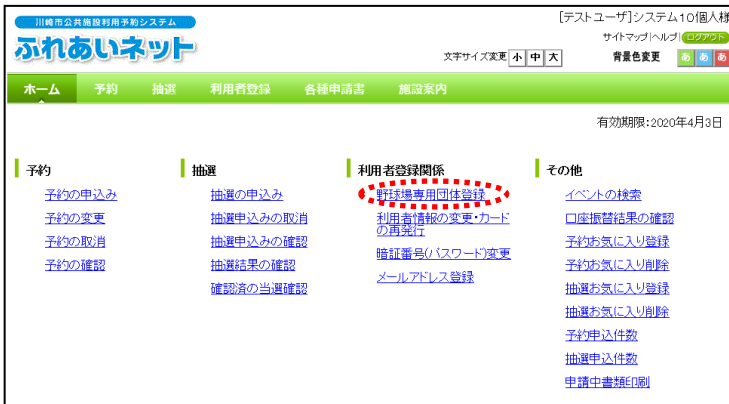 川崎市公共施設利用予約システム
ふれあいネット
[テストユーザ]システム10個人様
サイトマップ|ヘルプ|ログアウト
文字サイズ変更 小 中 大 背景色変更 あ あ あ
ホーム 予約 抽選 利用者登録 各種申請書 施設案内
有効期限:2020年4月3日
予約
予約の申込み
予約の変更
予約の取消
予約の確認
抽選
抽選の申込み
抽選申込みの取消
抽選申込みの確認
抽選結果の確認
確認済の当選確認
利用者登録関係
野球場専用団体登録
利用者情報の変更・カード
の再発行
暗証番号(パスワード)変更
メールアドレス登録
その他
イベントの検索
口座振替結果の確認
予約お気に入り登録
予約お気に入り削除
抽選お気に入り登録
抽選お気に入り削除
予約申込件数
抽選申込件数
申請中書類印刷